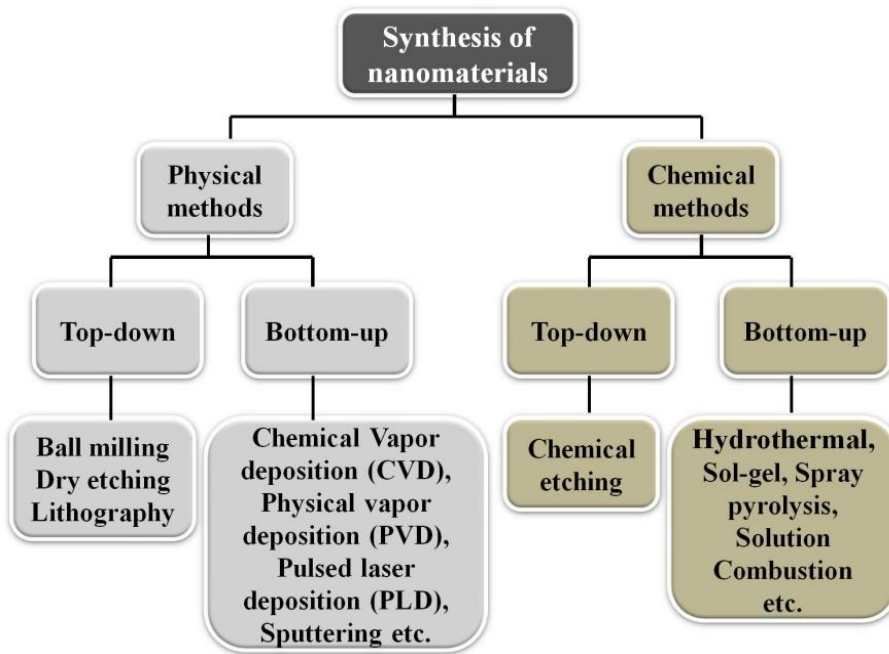 Synthesis of
nanomaterials
Physical
methods
Chemical
methods
Top-down
Bottom-up
Top-down
Bottom-up
Ball milling
Dry etching
Lithography
Chemical Vapor
deposition (CVD),
Physical vapor
deposition (PVD),
Pulsed laser
deposition (PLD),
Sputtering etc.
Chemical
etching
Hydrothermal,
Sol-gel, Spray
pyrolysis,
Solution
Combustion
etc.